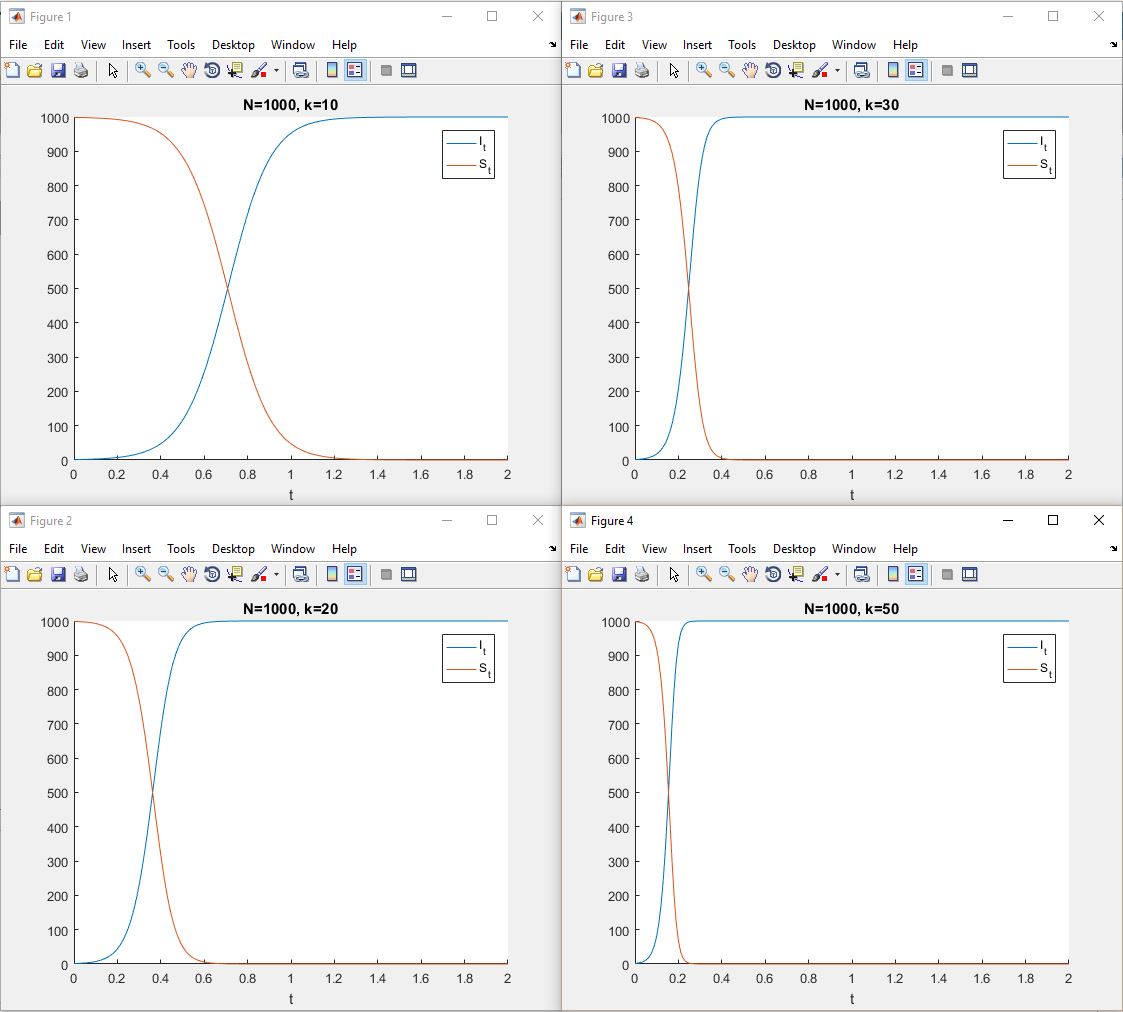 Figure 1
File Edit View Insert Tools Desktop Window Help
N=1000, k=10
1000
900
800
700
600
500
400
300
200
100
0
I_t
S_t
0 0.2 0.4 0.6 0.8 1 1.2 1.4 1.6 1.8 2
t
Figure 3
File Edit View Insert Tools Desktop Window Help
N=1000, k=30
1000
900
800
700
600
500
400
300
200
100
0
I_t
S_t
0 0.2 0.4 0.6 0.8 1 1.2 1.4 1.6 1.8 2
t
Figure 2
File Edit View Insert Tools Desktop Window Help
N=1000, k=20
1000
900
800
700
600
500
400
300
200
100
0
I_t
S_t
0 0.2 0.4 0.6 0.8 1 1.2 1.4 1.6 1.8 2
t
Figure 4
File Edit View Insert Tools Desktop Window Help
N=1000, k=50
1000
900
800
700
600
500
400
300
200
100
0
I_t
S_t
0 0.2 0.4 0.6 0.8 1 1.2 1.4 1.6 1.8 2
t